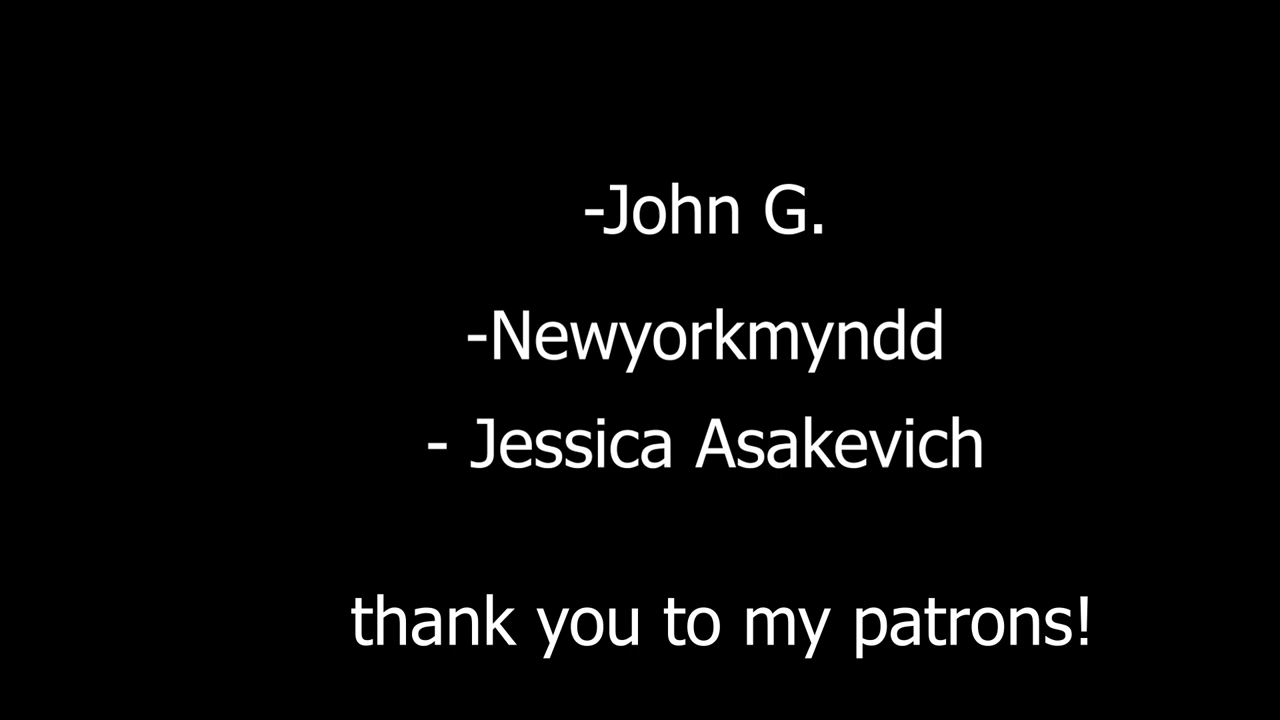 -John G.
-Newyorkmyndd
- Jessica Asakevich
thank you to my patrons!